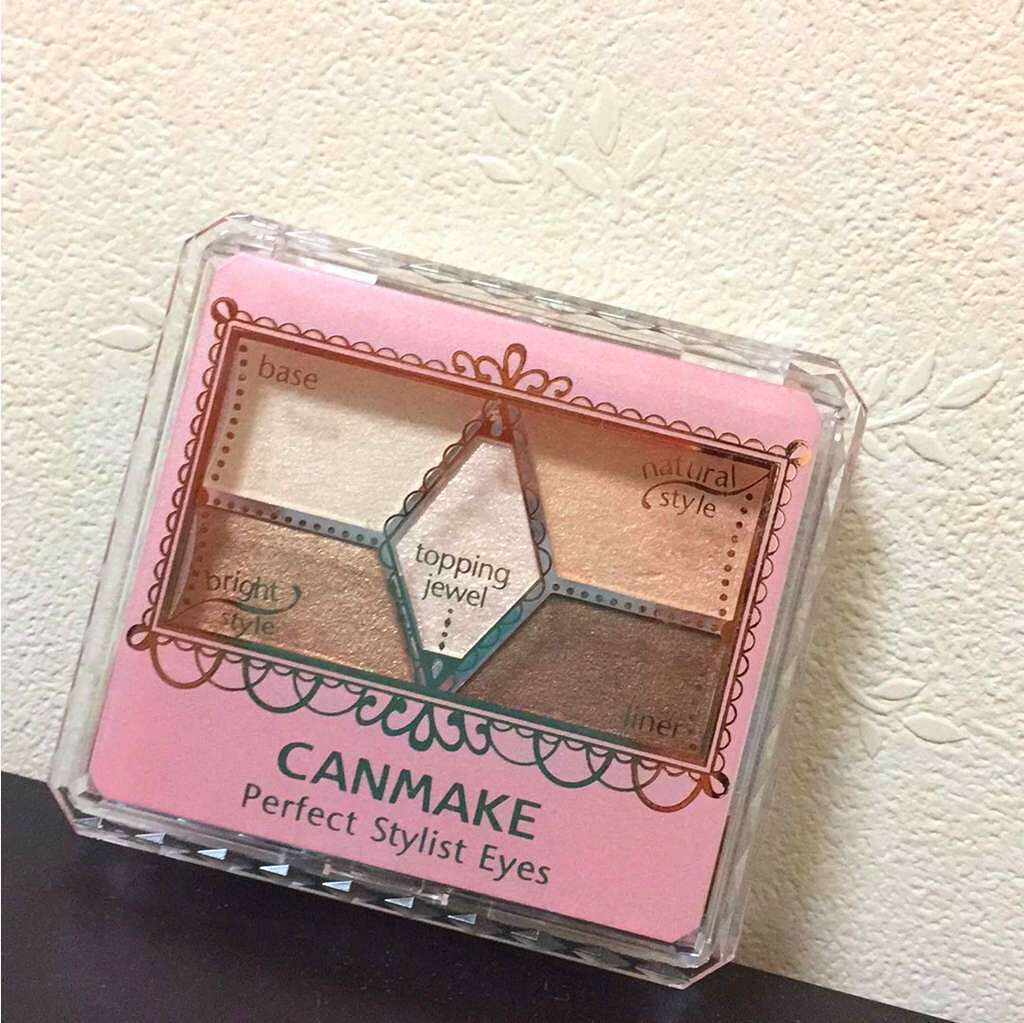 base
natural
style
topping
jewel
bright
style
liner
CANMAKE
Perfect Stylist Eyes